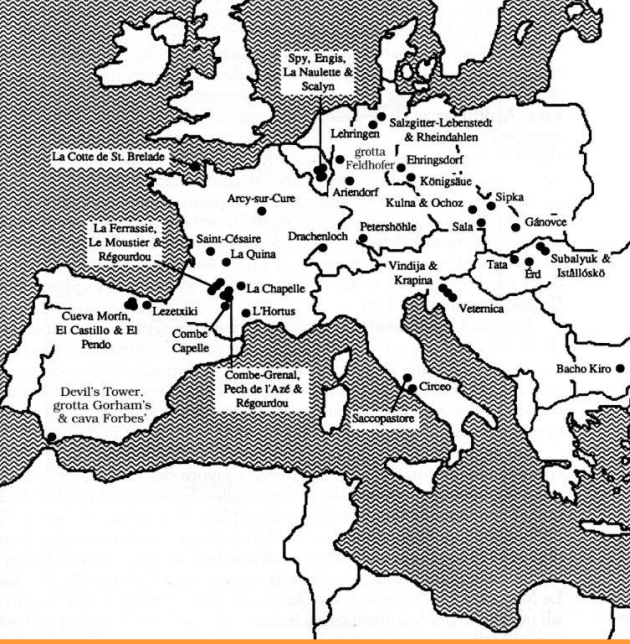 Spy, Engis,
La Naulette &
Scalyn
Salzgitter-Lebenstedt
& Rheindahlen
Lehringen
grotta
Feldhofer
Ehringsdorf
Königsäue
La Cotte de St. Brelade
Ariendorf
Arcy-sur-Cure
Kulna & Ochoz
Sipka
Sala
Gánovce
La Ferrassie,
Le Moustier &
Régourdou
Saint-Césaire
La Quina
Drachenloch
Petershöhle
Tata
Erd
Subalyuk &
Istållóskö
Vindija &
Krapina
Veternica
La Chapelle
L'Hortus
Lezetxiki
Cueva Morín,
El Castillo & El
Pendo
Combe
Capelle
Combe-Grenal,
Pech de l'Azé &
Régourdou
Bacho Kiro
Circeo
Saccopastore
Devil's Tower,
grotta Gorham's
& cava Forbes'